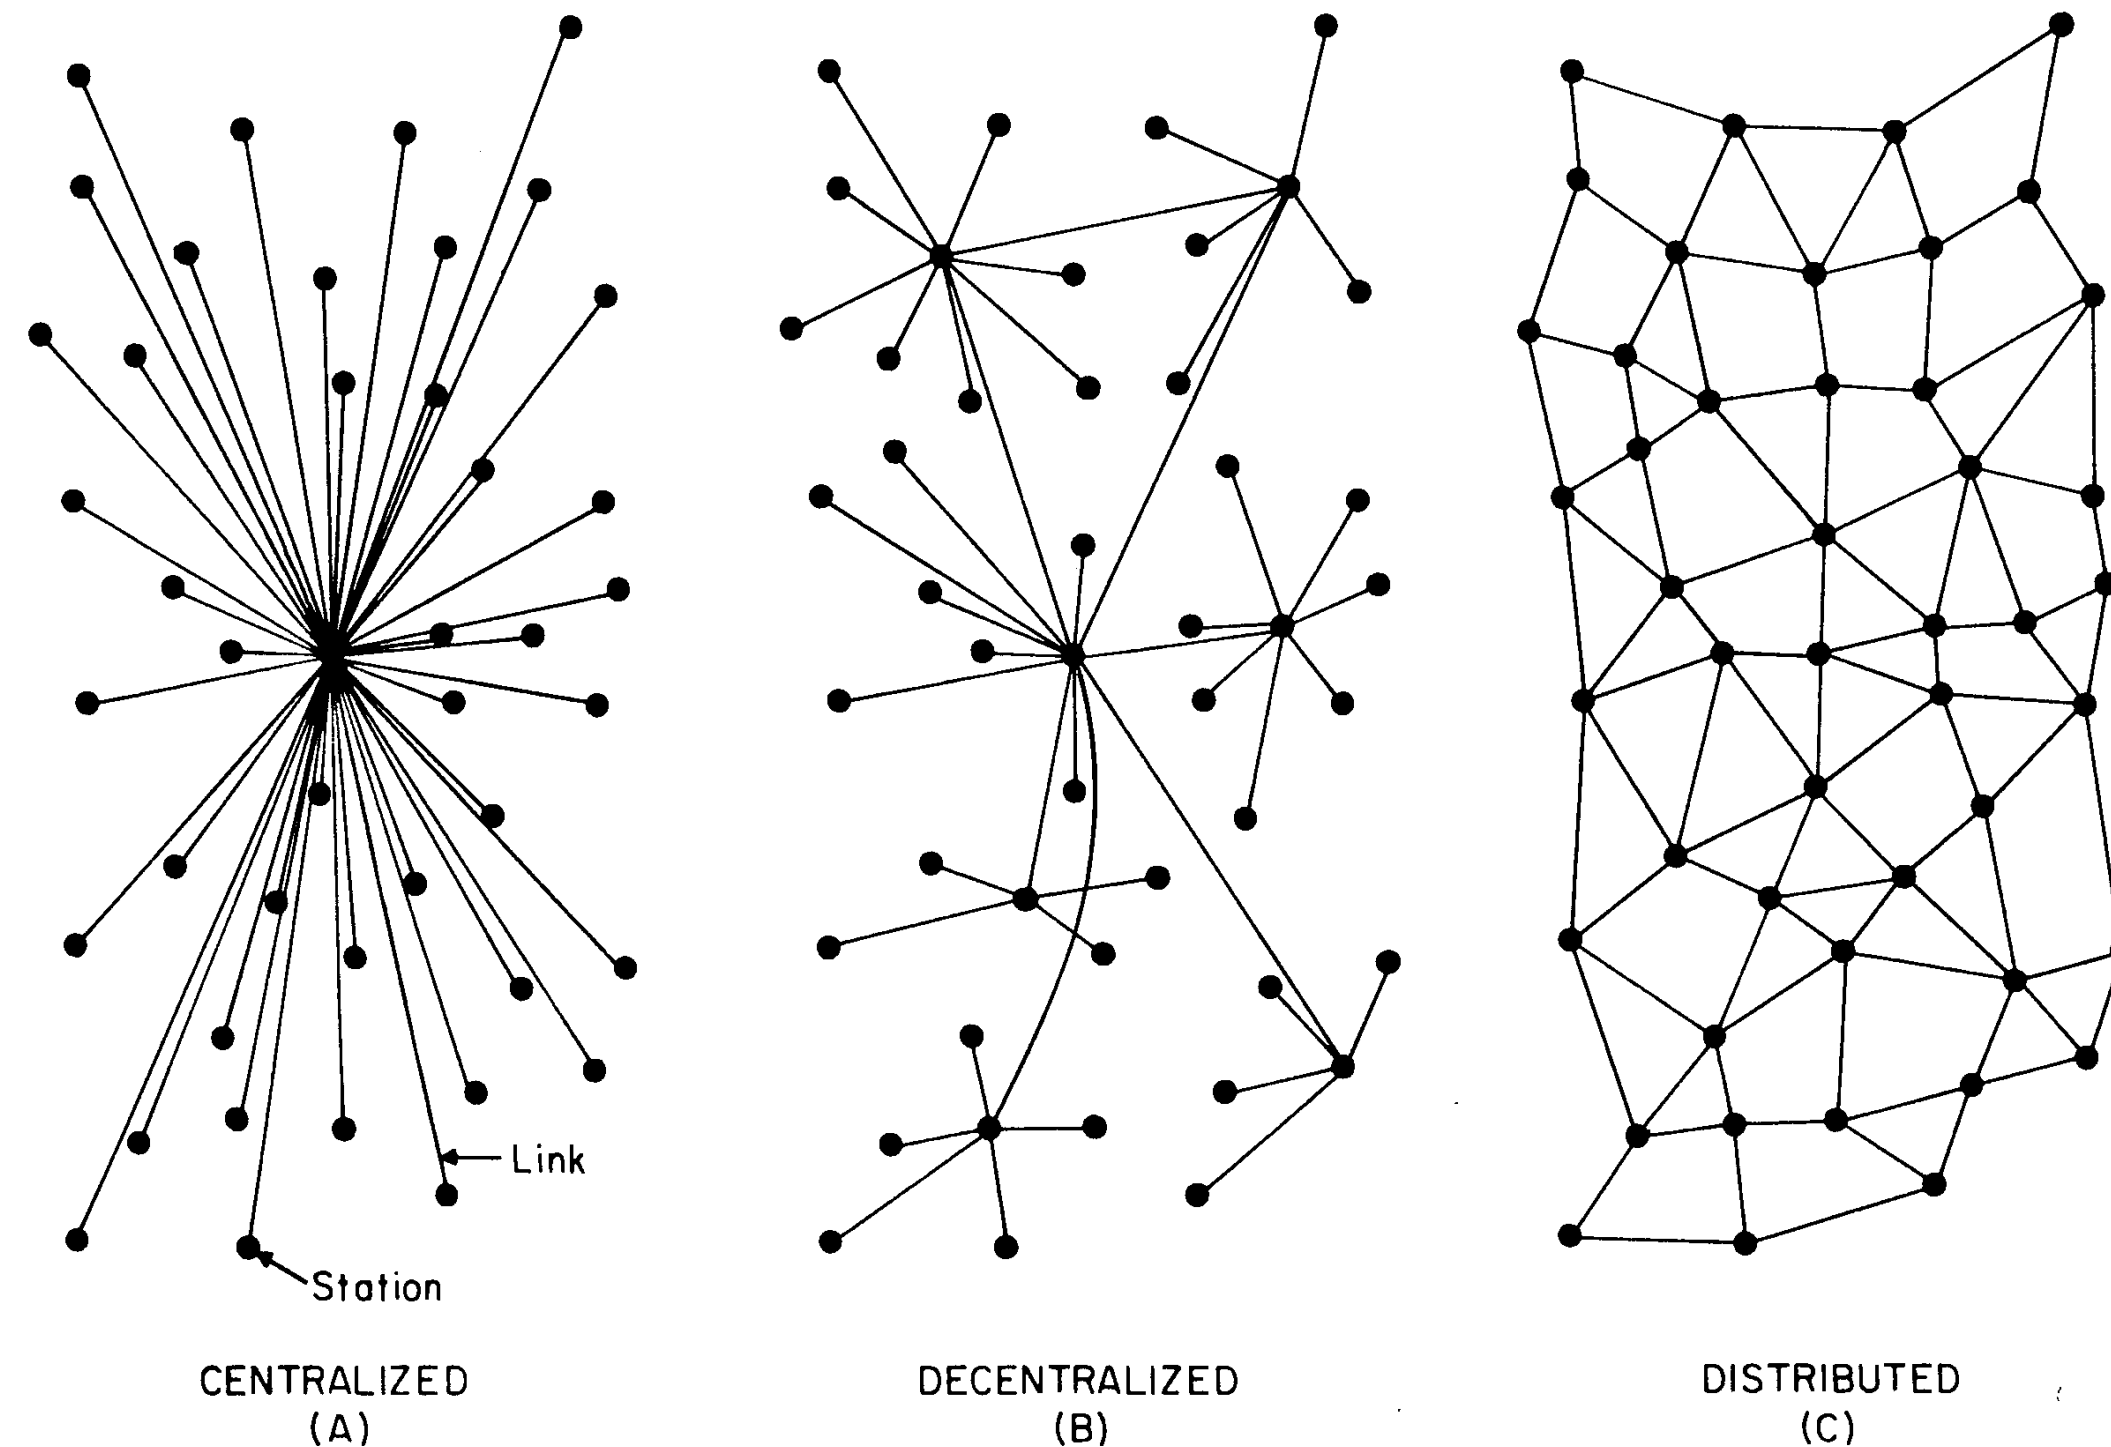 Link
Station
CENTRALIZED
(A)
DECENTRALIZED
(B)
DISTRIBUTED
(C)